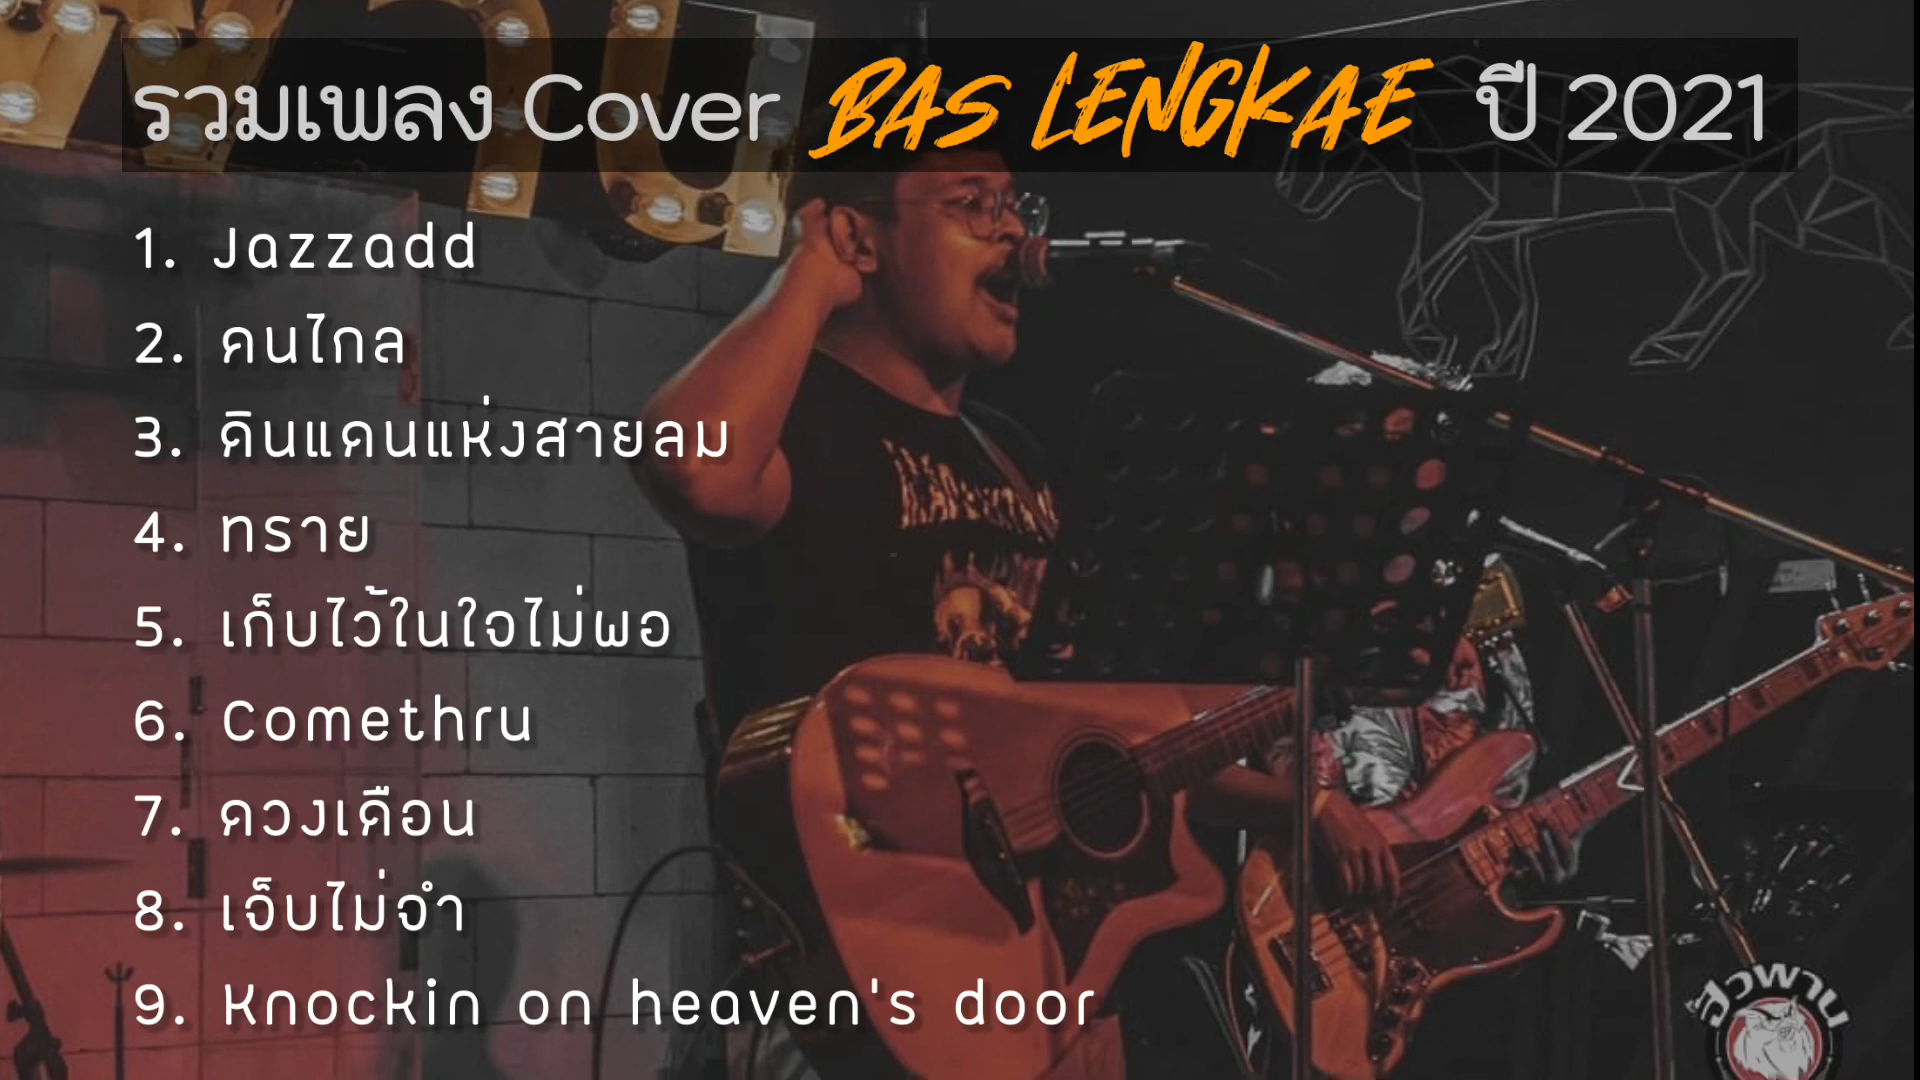 รวมเพลง Cover BAS LENGKAE ปี 2021
1. Jazzadd
2. คนไกล
3. ดินแดนแห่งสายลม
4. ทราย
5. เก็บไว้ในใจไม่พอ
6. Comethru
7. ดวงเดือน
8. เจ็บไม่จำ
9. Knockin on heaven's door